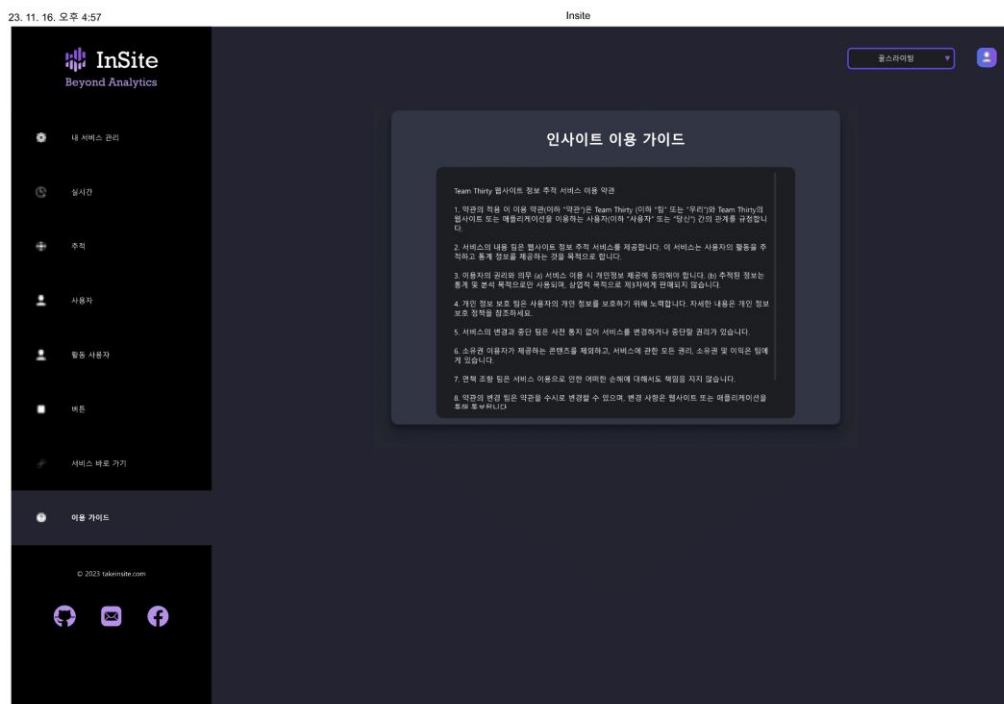 23. 11. 16. 오후 4:57
Insite
InSite
Beyond Analytics
올스라이팅
내 서비스 관리
실시간
추적
사용자
활동 사용자
버튼
서비스 바로 가기
이용 가이드
© 2023 takeinsite.com
인사이트 이용 가이드
Team Thirty 웹사이트 정보 추적 서비스 이용 약관
1. 약관의 적용 이 이용 약관(이하 "약관")은 Team Thirty (이하 "팀" 또는 "우리")와 Team Thirty의
웹사이트 또는 애플리케이션을 이용하는 사용자(이하 "사용자" 또는 "당신") 간의 관계를 규정합니
다.
2. 서비스의 내용 팀은 웹사이트 정보 추적 서비스를 제공합니다. 이 서비스는 사용자의 활동을 추
적하고 통계 정보를 제공하는 것을 목적으로 합니다.
3. 이용자의 권리와 의무 (a) 서비스 이용 시 개인정보 제공에 동의해야 합니다. (b) 추적된 정보는
통계 및 분석 목적으로만 사용되며, 상업적 목적으로 제3자에게 판매되지 않습니다.
4. 개인 정보 보호 팀은 사용자의 개인 정보를 보호하기 위해 노력합니다. 자세한 내용은 개인 정보
보호 정책을 참조하세요.
5. 서비스의 변경과 중단 팀은 사전 통지 없이 서비스를 변경하거나 중단할 권리가 있습니다.
6. 소유권 이용자가 제공하는 콘텐츠를 제외하고, 서비스에 관한 모든 권리, 소유권 및 이익은 팀에
게 있습니다.
7. 면책 조항 팀은 서비스 이용으로 인한 어떠한 손해에 대해서도 책임을 지지 않습니다.
8. 약관의 변경 팀은 약관을 수시로 변경할 수 있으며, 변경 사항은 웹사이트 또는 애플리케이션을
통해 통보됩니다